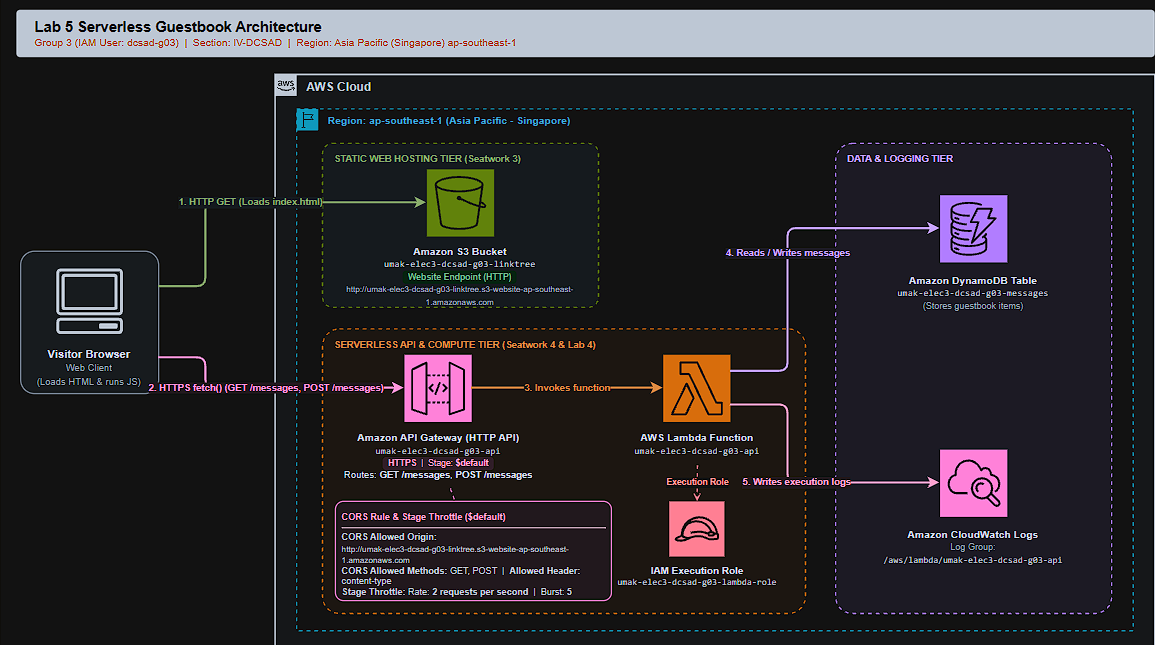 Lab 5 Serverless Guestbook Architecture
Group 3 (IAM User: dcsad-g03) | Section: IV-DCSAD | Region: Asia Pacific (Singapore) ap-southeast-1
aws
AWS Cloud
Region: ap-southeast-1 (Asia Pacific - Singapore)
STATIC WEB HOSTING TIER (Seatwork 3)
1. HTTP GET (Loads index.html)
Amazon S3 Bucket
umak-elec3-dcsad-g03-linktree
Website Endpoint (HTTP)
http://umak-elec3-dcsad-g03-linktree.s3-website-ap-southeast-
1.amazonaws.com
Visitor Browser
Web Client
(Loads HTML & runs JS)
2. HTTPS fetch() (GET /messages, POST /messages)
SERVERLESS API & COMPUTE TIER (Seatwork 4 & Lab 4)
</>
Amazon API Gateway (HTTP API)
umak-elec3-dcsad-g03-api
HTTPS | Stage: $default
Routes: GET /messages, POST /messages
3. Invokes function
AWS Lambda Function
umak-elec3-dcsad-g03-api
Execution Role
IAM Execution Role
umak-elec3-dcsad-g03-lambda-role
CORS Rule & Stage Throttle ($default)
CORS Allowed Origin:
http://umak-elec3-dcsad-g03-linktree.s3-website-ap-southeast-
1.amazonaws.com
CORS Allowed Methods: GET, POST | Allowed Header:
content-type
Stage Throttle: Rate: 2 requests per second | Burst: 5
DATA & LOGGING TIER
4. Reads / Writes messages
Amazon DynamoDB Table
umak-elec3-dcsad-g03-messages
(Stores guestbook items)
5. Writes execution logs
Amazon CloudWatch Logs
Log Group:
/aws/lambda/umak-elec3-dcsad-g03-api